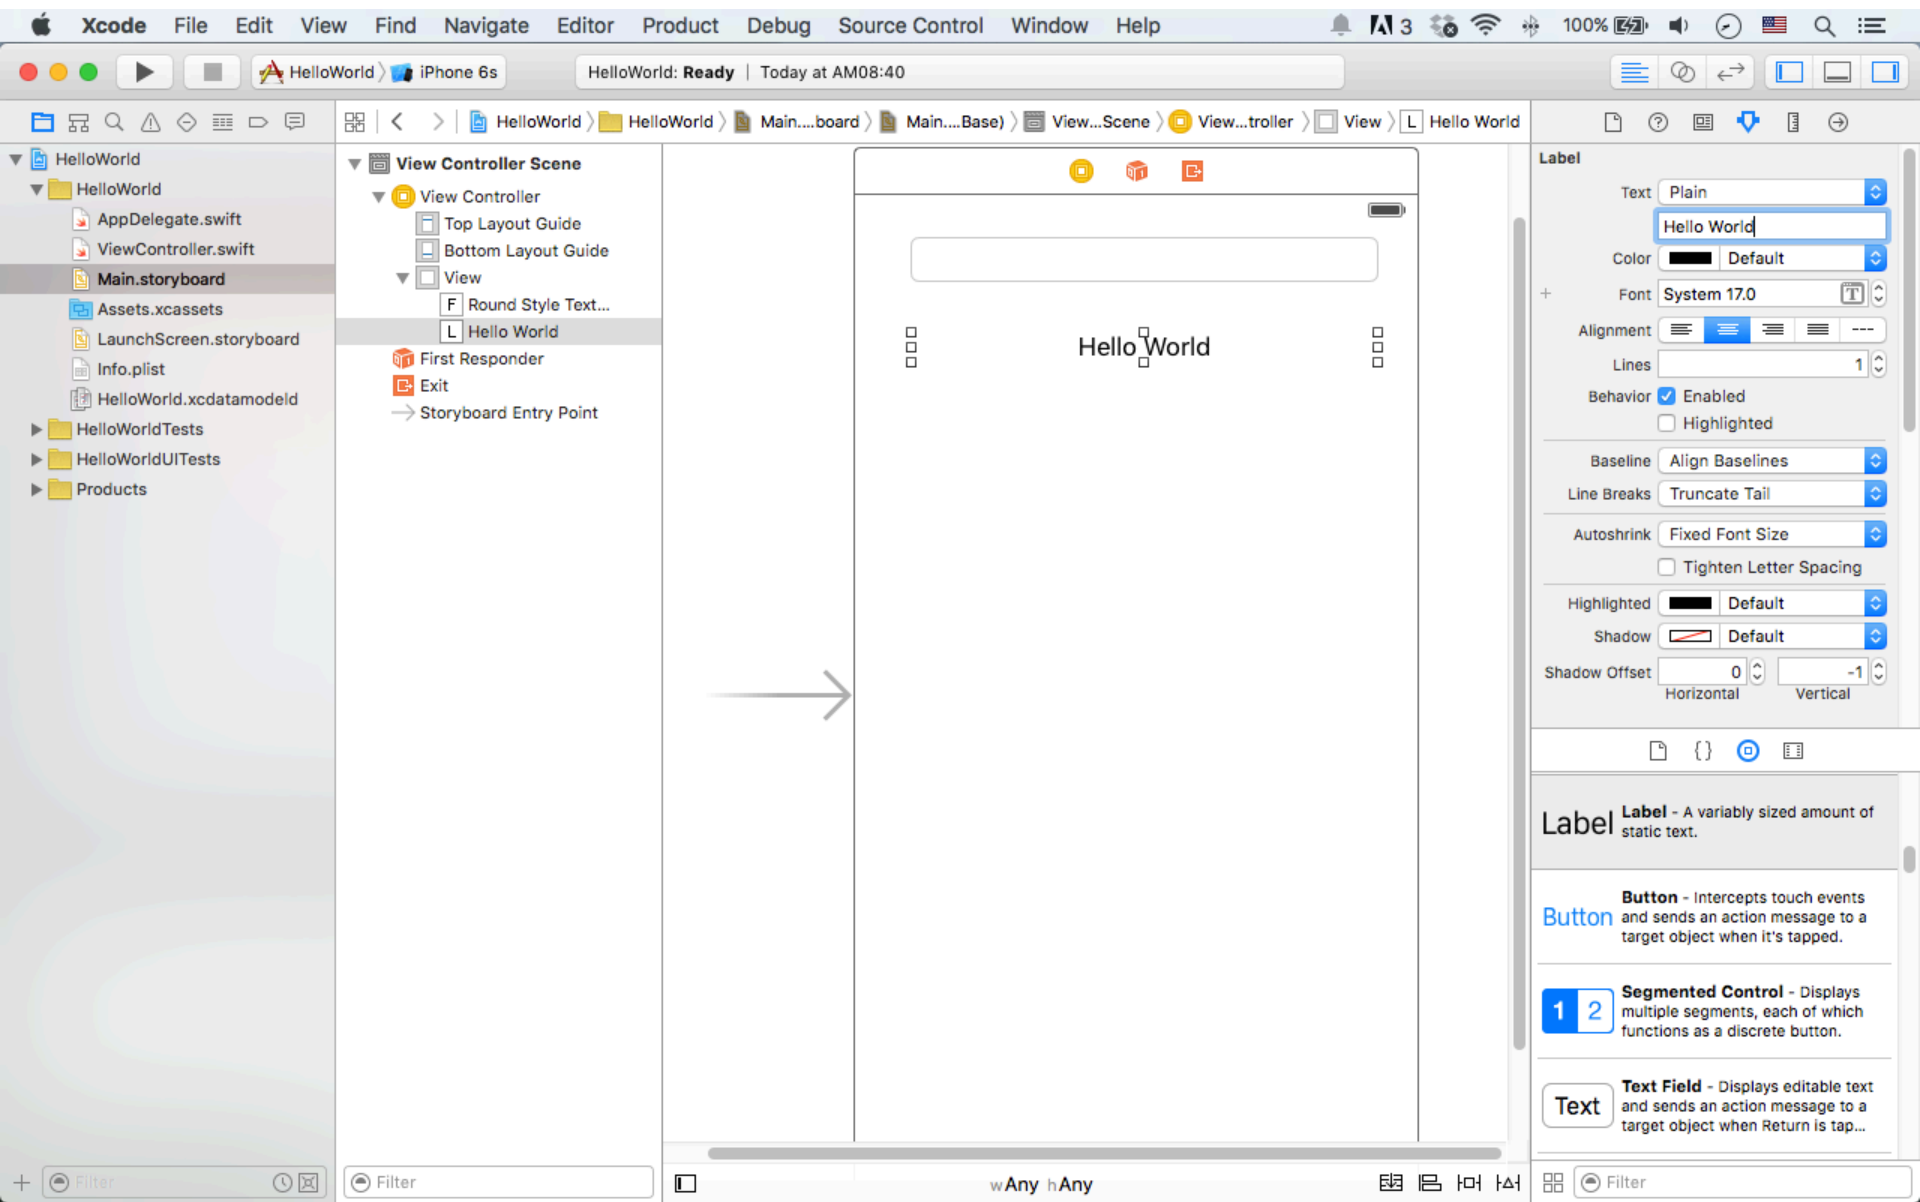 Xcode File Edit View Find Navigate Editor Product Debug Source Control Window Help 3 100%
HelloWorld iPhone 6s HelloWorld: Ready | Today at AM08:40
HelloWorld HelloWorld Main....board Main....Base) View...Scene View...troller View L Hello World
HelloWorld
HelloWorld
AppDelegate.swift
ViewController.swift
Main.storyboard
Assets.xcassets
LaunchScreen.storyboard
Info.plist
HelloWorld.xcdatamodeld
HelloWorldTests
HelloWorldUITests
Products
Filter
View Controller Scene
View Controller
Top Layout Guide
Bottom Layout Guide
View
F Round Style Text...
L Hello World
First Responder
Exit
Storyboard Entry Point
Filter
Hello World
wAny hAny
Label
Text Plain
Hello World
Color Default
+ Font System 17.0 T
Alignment ---
Lines 1
Behavior Enabled
Highlighted
Baseline Align Baselines
Line Breaks Truncate Tail
Autoshrink Fixed Font Size
Tighten Letter Spacing
Highlighted Default
Shadow Default
Shadow Offset 0 -1
Horizontal Vertical
{}
Label
Label - A variably sized amount of
static text.
Button
Button - Intercepts touch events
and sends an action message to a
target object when it's tapped.
1 2
Segmented Control - Displays
multiple segments, each of which
functions as a discrete button.
Text
Text Field - Displays editable text
and sends an action message to a
target object when Return is tap...
Filter